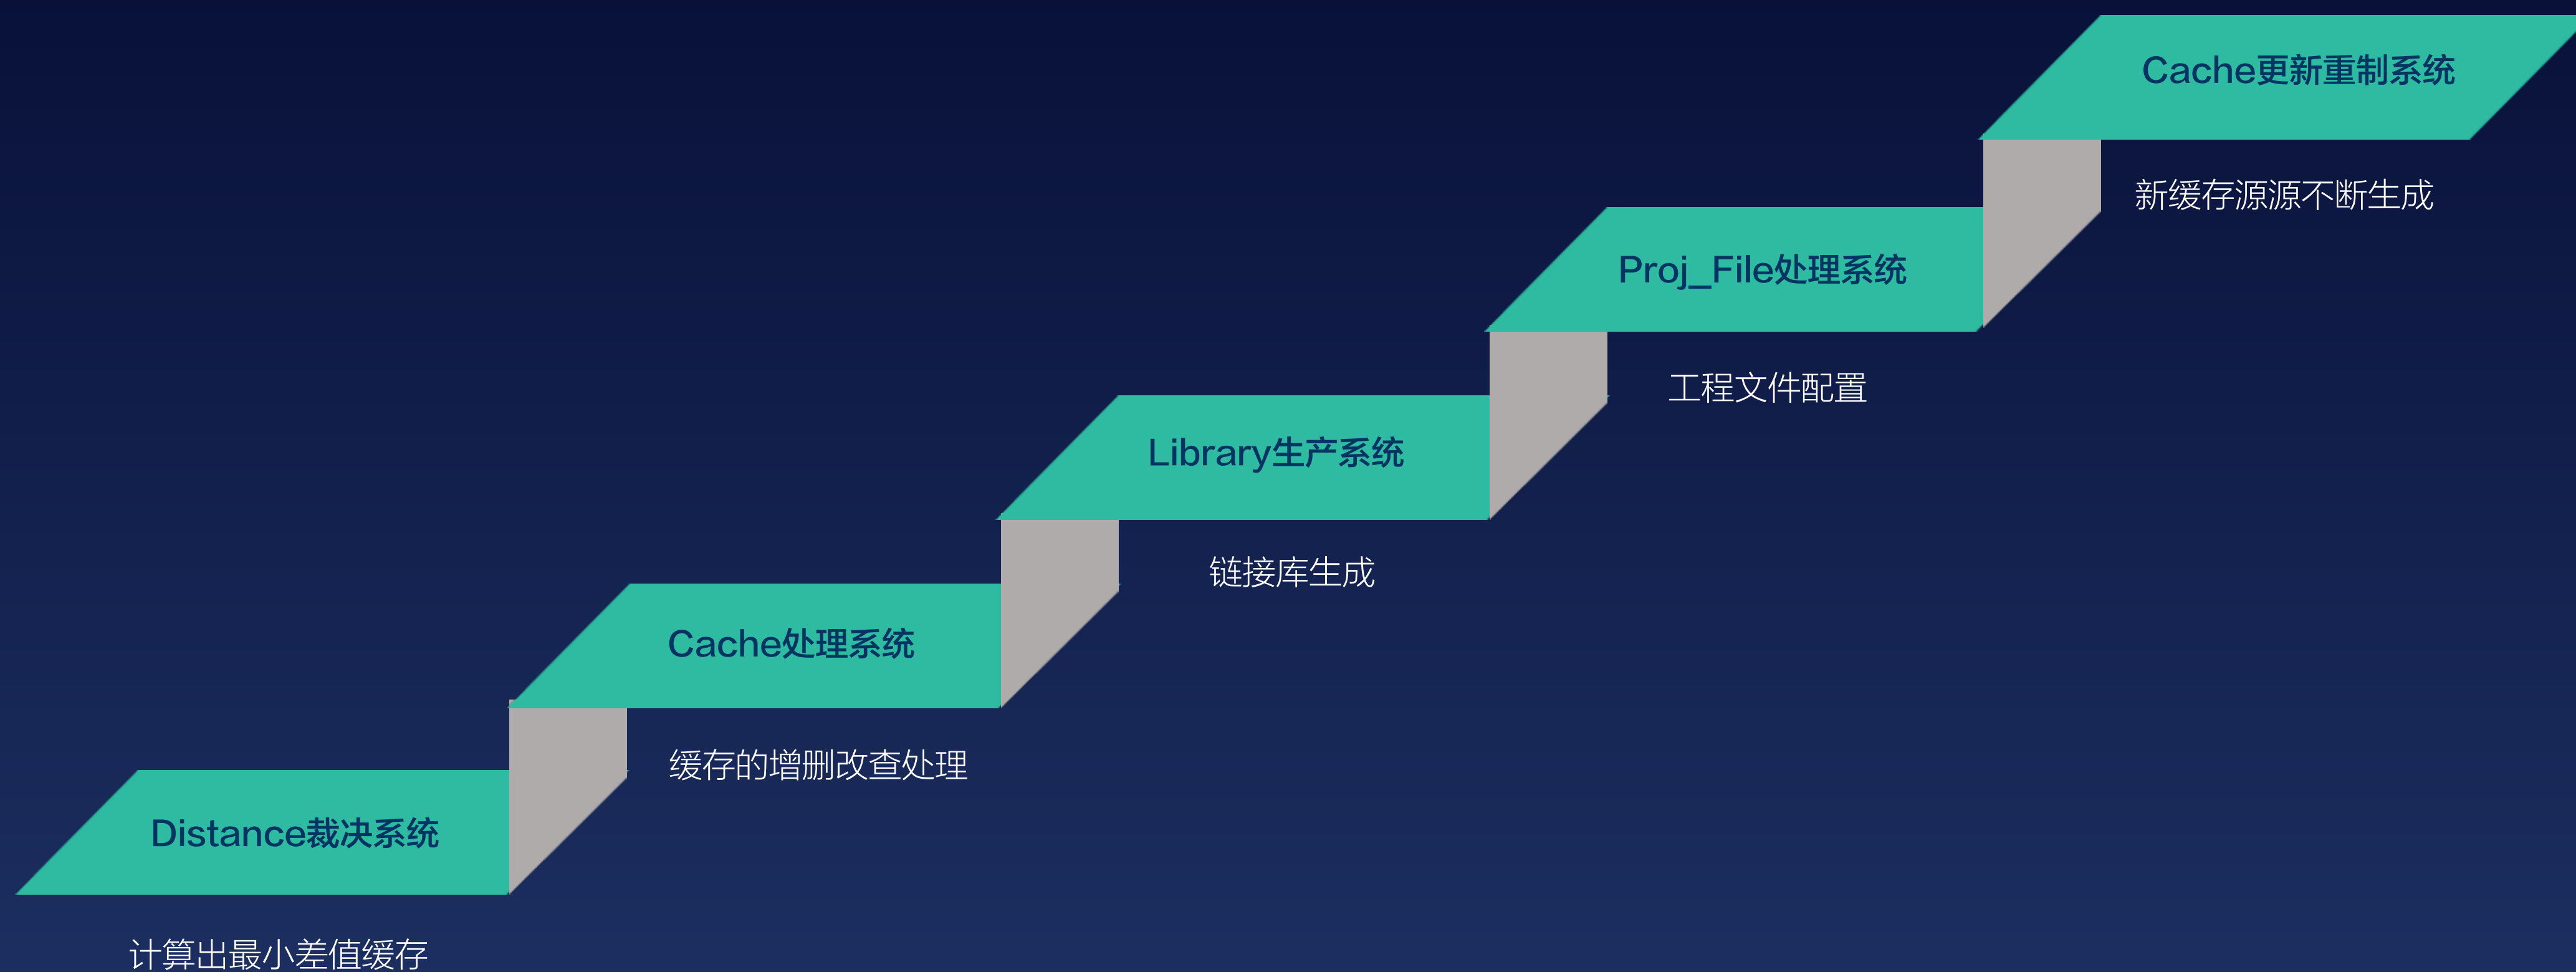 Cache更新重制系统
新缓存源源不断生成
Proj_File处理系统
工程文件配置
Library生产系统
链接库生成
Cache处理系统
缓存的增删改查处理
Distance裁决系统
计算出最小差值缓存